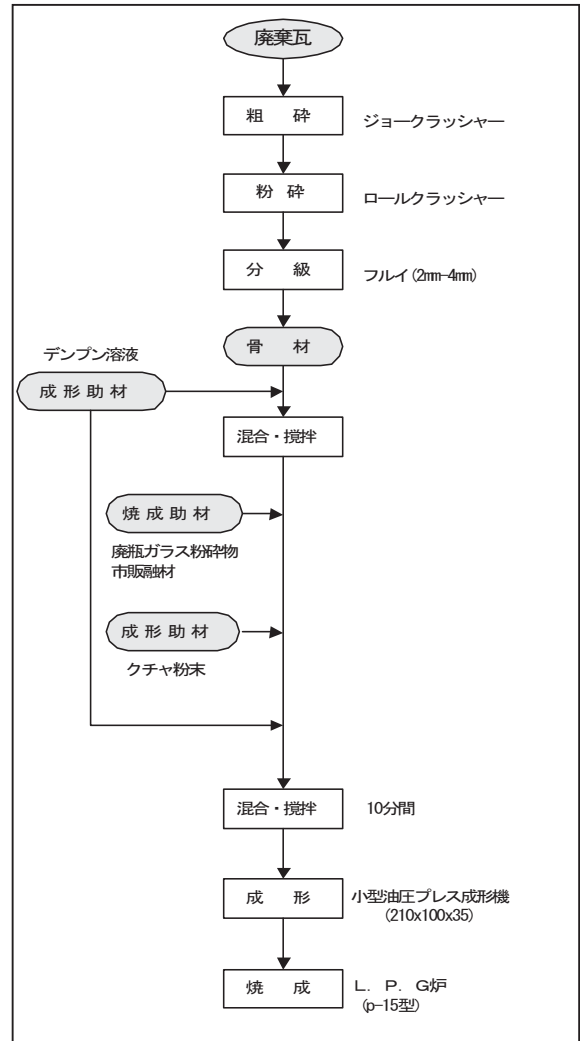 廃棄瓦
粗　砕
ジョークラッシャー
粉　砕
ロールクラッシャー
分　級
フルイ(2mm-4mm)
骨　材
デンプン溶液
成形助材
混合・撹拌
焼成助材
廃瓶ガラス粉砕物
市販融材
成形助材
クチャ粉末
混合・撹拌
10分間
成　形
小型油圧プレス成形機
(210x100x35)
焼　成
L．P．G炉
(p-15型)